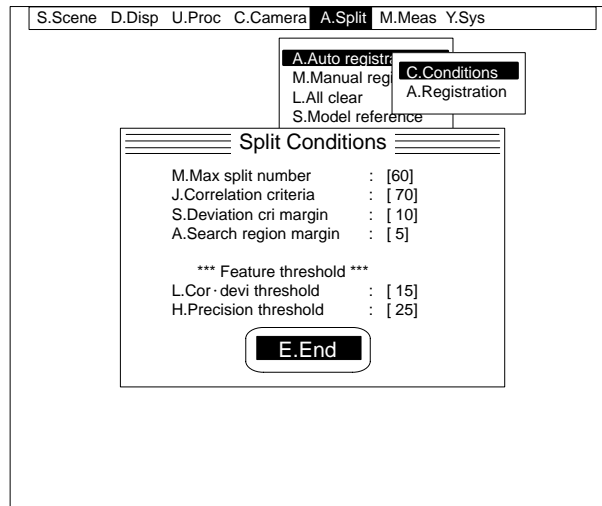 S.Scene D.Disp U.Proc C.Camera A.Split M.Meas Y.Sys
A.Auto
M.Manual
L.All clear
S.Model reference
C.Conditions
A.Registration
Split Conditions
M.Max split number : [60]
J.Correlation criteria : [ 70]
S.Deviation cri margin : [ 10]
A.Search region margin : [ 5]
*** Feature threshold ***
L.Cor·devi threshold : [ 15]
H.Precision threshold : [ 25]
E.End